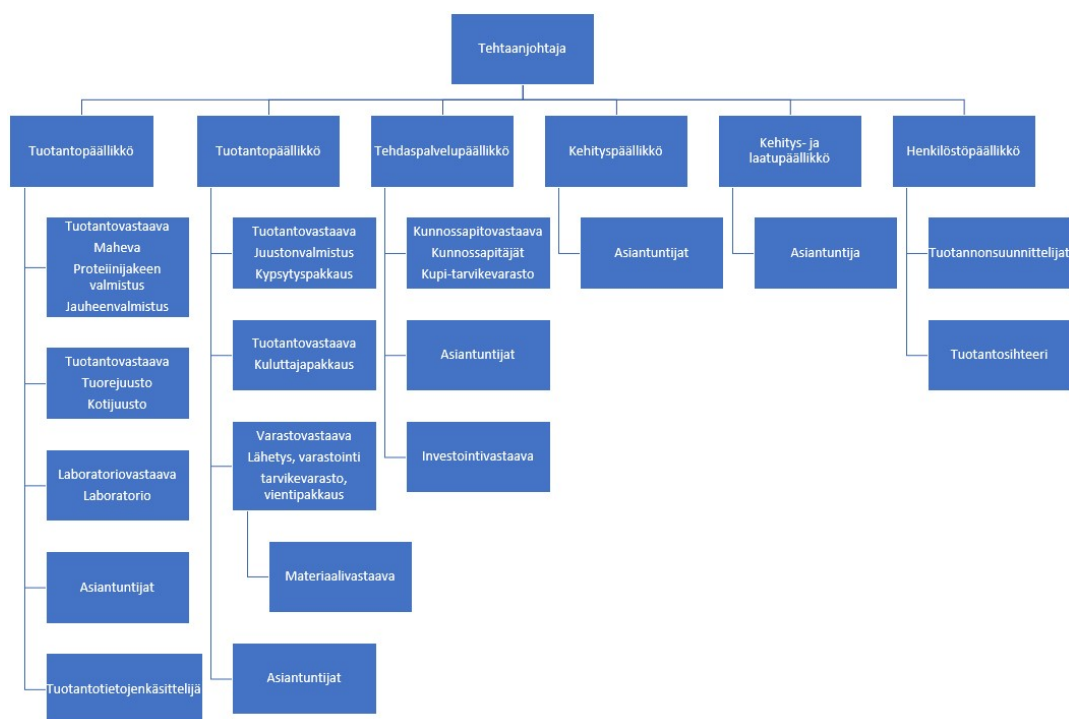 Tehtaanjohtaja
Tuotantopäällikkö
Tuotantovastaava
Maheva
Proteiinijakeen
valmistus
Jauheenvalmistus
Tuotantovastaava
Tuorejuusto
Kotijuusto
Laboratoriovastaava
Laboratorio
Asiantuntijat
Tuotantotietojenkäsittelijä
Tuotantopäällikkö
Tuotantovastaava
Juustonvalmistus
Kypsytyspakkaus
Tuotantovastaava
Kuluttajapakkaus
Varastovastaava
Lähetys, varastointi
tarvikevarasto,
vientipakkaus
Materiaalivastaava
Asiantuntijat
Tehdaspalvelupäällikkö
Kunnossapitovastaava
Kunnossapitäjät
Kupi-tarvikevarasto
Asiantuntijat
Investointivastaava
Kehityspäällikkö
Asiantuntijat
Kehitys- ja
laatupäällikkö
Asiantuntija
Henkilöstöpäällikkö
Tuotannonsuunnittelijat
Tuotantosihteeri